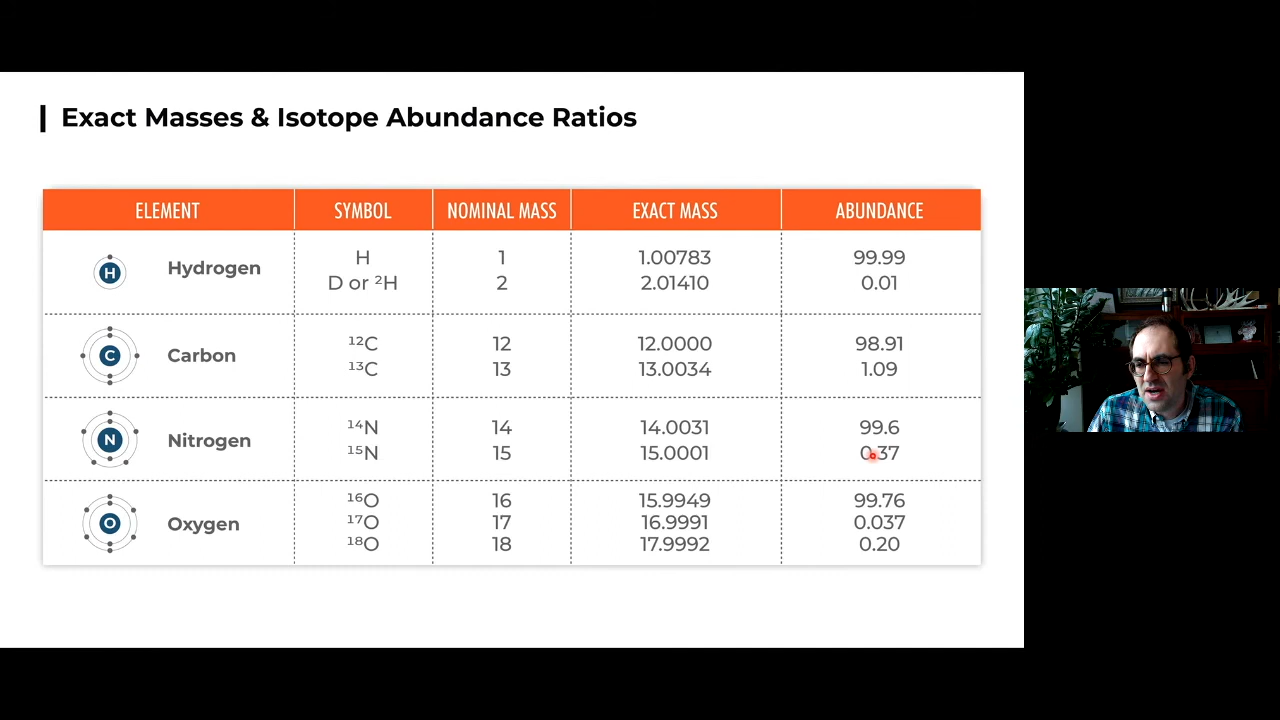 Exact Masses & Isotope Abundance Ratios
ELEMENT SYMBOL NOMINAL MASS EXACT MASS ABUNDANCE
H Hydrogen
H 1 1.00783 99.99
D or ²H 2 2.01410 0.01
C Carbon
¹²C 12 12.0000 98.91
¹³C 13 13.0034 1.09
N Nitrogen
¹⁴N 14 14.0031 99.6
¹⁵N 15 15.0001 0.37
O Oxygen
¹⁶O 16 15.9949 99.76
¹⁷O 17 16.9991 0.037
¹⁸O 18 17.9992 0.20